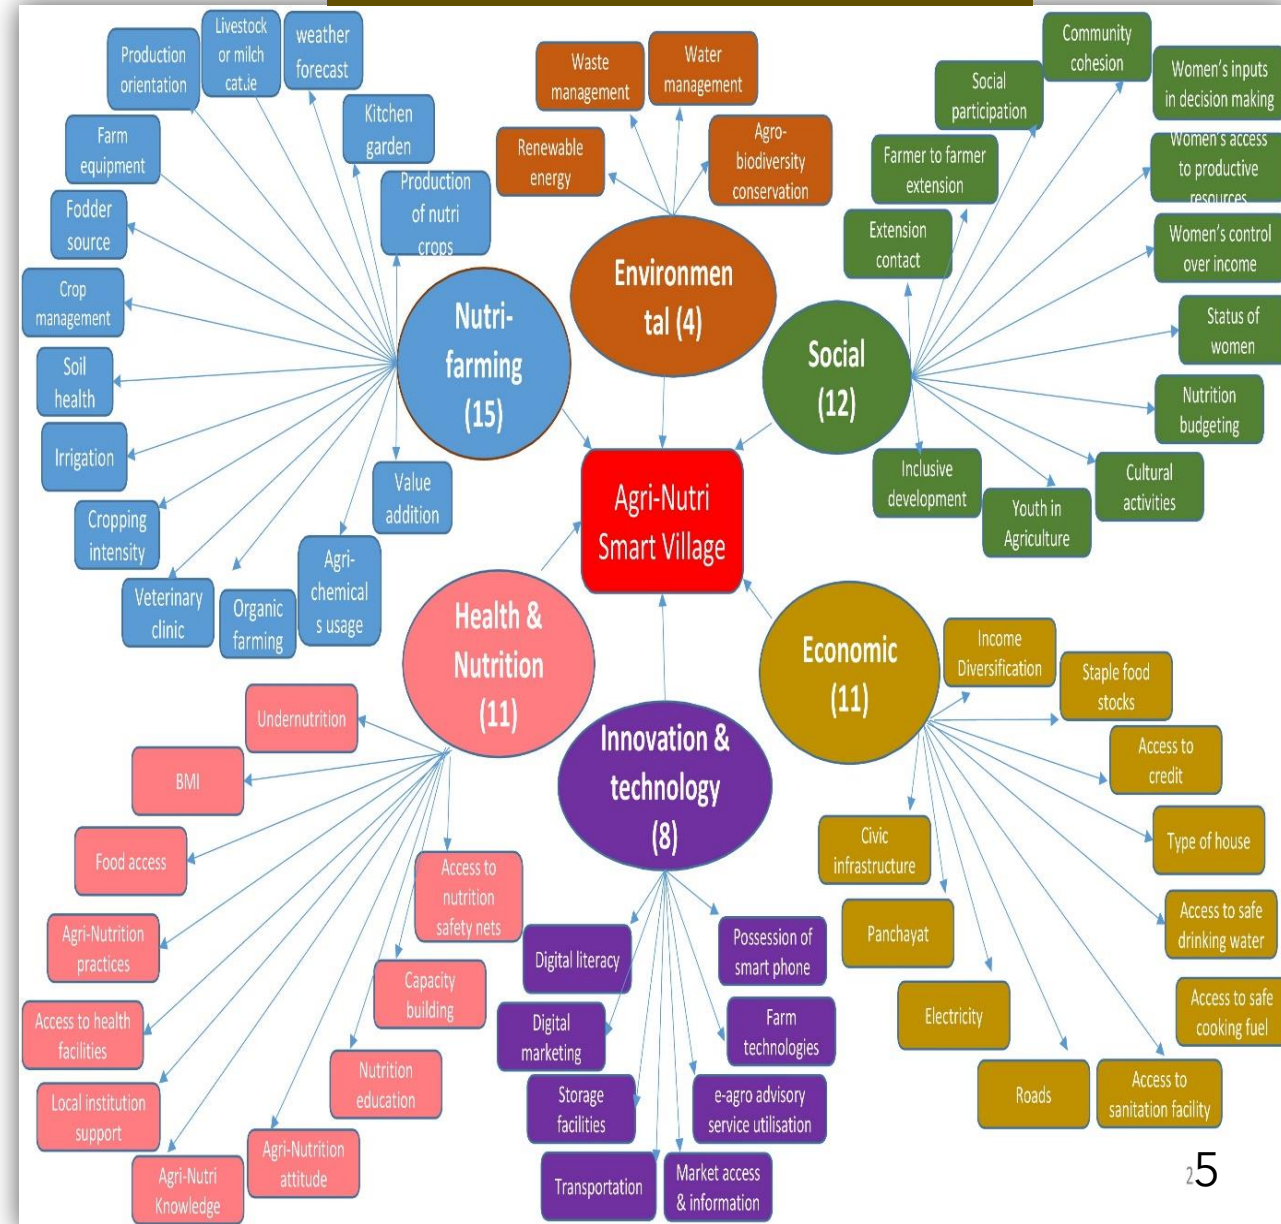 Livestock
or milch
cat.ie
weather
forecast
Production
orientation
Kitchen
garden
Farm
equipment
Production
of nutri
crops
Fodder
source
Crop
management
Soil
health
Irrigation
Cropping
intensity
Veterinary
clinic
Organic
farming
Agri-
chemical
s usage
Value
addition
Nutri-
farming
(15)
Waste
management
Water
management
Renewable
energy
Agro-
biodiversity
conservation
Environmen
tal (4)
Community
cohesion
Social
participation
Women's inputs
in decision making
Farmer to farmer
extension
Women's access
to productive
resources
Extension
contact
Women's control
over income
Status of
women
Nutrition
budgeting
Cultural
activities
Youth in
Agriculture
Inclusive
development
Social
(12)
Agri-Nutri
Smart Village
Health &
Nutrition
(11)
Undernutrition
BMI
Food access
Agri-Nutrition
practices
Access to health
facilities
Local institution
support
Agri-Nutri
Knowledge
Agri-Nutrition
attitude
Nutrition
education
Capacity
building
Access to
nutrition
safety nets
Innovation &
technology
(8)
Digital literacy
Digital
marketing
Storage
facilities
Transportation
Market access
& information
e-agro advisory
service utilisation
Farm
technologies
Possession of
smart phone
Economic
(11)
Income
Diversification
Staple food
stocks
Access to
credit
Type of house
Access to safe
drinking water
Access to safe
cooking fuel
Access to
sanitation facility
Roads
Electricity
Panchayat
Civic
infrastructure
25